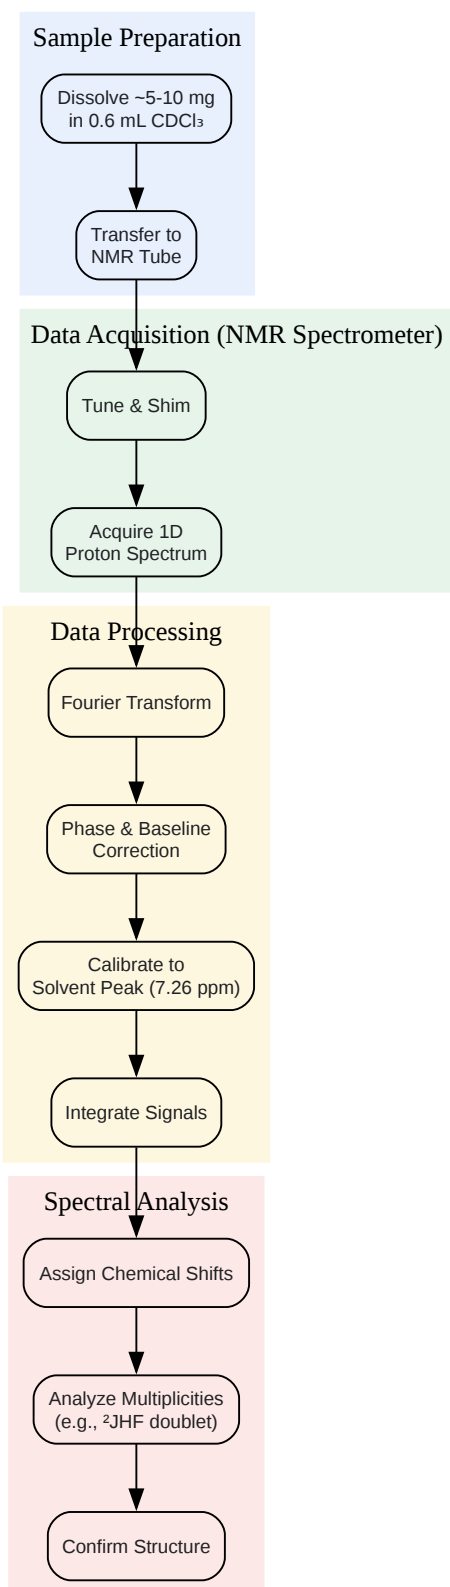 Sample Preparation
Dissolve ~5-10 mg
in 0.6 mL CDCl₃
Transfer to
NMR Tube
Data Acquisition (NMR Spectrometer)
Tune & Shim
Acquire 1D
Proton Spectrum
Data Processing
Fourier Transform
Phase & Baseline
Correction
Calibrate to
Solvent Peak (7.26 ppm)
Integrate Signals
Spectral Analysis
Assign Chemical Shifts
Analyze Multiplicities
(e.g., ²JHF doublet)
Confirm Structure